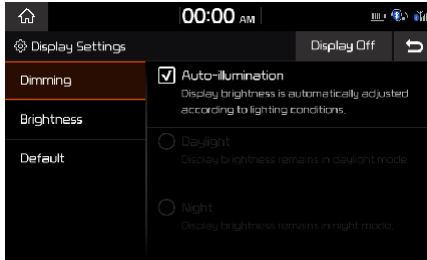 00:00 AM
Display Settings
Display Off
Dimming
Auto-illumination
Display brightness is automatically adjusted
according to lighting conditions.
Brightness
Daylight
Display brightness remains in daylight mode.
Default
Night
Display brightness remains in night mode.